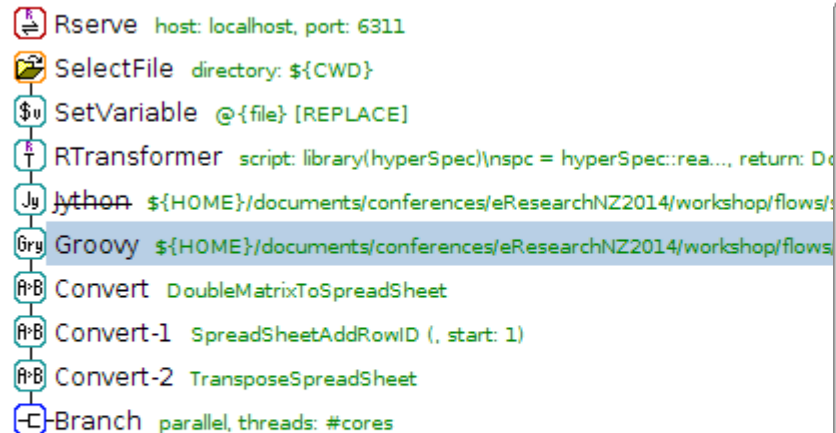 R Rserve host: localhost, port: 6311
SelectFile directory: ${CWD}
$v SetVariable @{file} [REPLACE]
R T RTransformer script: library(hyperSpec)\nspc = hyperSpec::rea..., return: Do
Jy Jython ${HOME}/documents/conferences/eResearchNZ2014/workshop/flows/s
Gry Groovy ${HOME}/documents/conferences/eResearchNZ2014/workshop/flows/
A▸B Convert DoubleMatrixToSpreadSheet
A▸B Convert-1 SpreadSheetAddRowID (, start: 1)
A▸B Convert-2 TransposeSpreadSheet
Branch parallel, threads: #cores